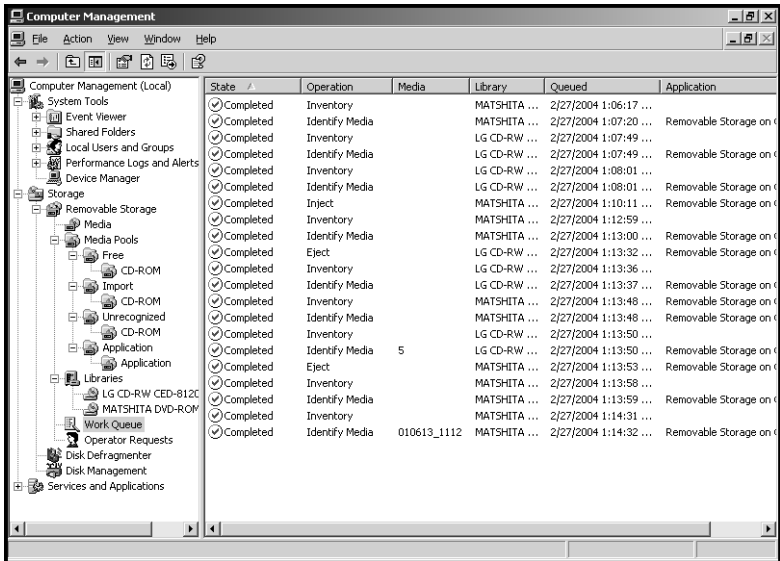 Computer Management
File Action View Window Help
Computer Management (Local)
System Tools
Event Viewer
Shared Folders
Local Users and Groups
Performance Logs and Alerts
Device Manager
Storage
Removable Storage
Media
Media Pools
Free
CD-ROM
Import
CD-ROM
Unrecognized
CD-ROM
Application
Application
Libraries
LG CD-RW CED-8120
MATSHITA DVD-ROM
Work Queue
Operator Requests
Disk Defragmenter
Disk Management
Services and Applications
State Operation Media Library Queued Application
Completed Inventory MATSHITA ... 2/27/2004 1:06:17 ...
Completed Identify Media MATSHITA ... 2/27/2004 1:07:20 ... Removable Storage on
Completed Inventory LG CD-RW ... 2/27/2004 1:07:49 ...
Completed Identify Media LG CD-RW ... 2/27/2004 1:07:49 ... Removable Storage on
Completed Inventory LG CD-RW ... 2/27/2004 1:08:01 ...
Completed Identify Media LG CD-RW ... 2/27/2004 1:08:01 ... Removable Storage on
Completed Inject MATSHITA ... 2/27/2004 1:10:11 ... Removable Storage on
Completed Inventory MATSHITA ... 2/27/2004 1:12:59 ...
Completed Identify Media MATSHITA ... 2/27/2004 1:13:00 ... Removable Storage on
Completed Eject LG CD-RW ... 2/27/2004 1:13:32 ... Removable Storage on
Completed Inventory LG CD-RW ... 2/27/2004 1:13:36 ...
Completed Identify Media LG CD-RW ... 2/27/2004 1:13:37 ... Removable Storage on
Completed Inventory MATSHITA ... 2/27/2004 1:13:48 ... Removable Storage on
Completed Identify Media MATSHITA ... 2/27/2004 1:13:48 ... Removable Storage on
Completed Inventory LG CD-RW ... 2/27/2004 1:13:50 ...
Completed Identify Media 5 LG CD-RW ... 2/27/2004 1:13:50 ... Removable Storage on
Completed Eject MATSHITA ... 2/27/2004 1:13:53 ... Removable Storage on
Completed Inventory MATSHITA ... 2/27/2004 1:13:58 ...
Completed Identify Media MATSHITA ... 2/27/2004 1:13:59 ... Removable Storage on
Completed Inventory MATSHITA ... 2/27/2004 1:14:31 ...
Completed Identify Media 010613_1112 MATSHITA ... 2/27/2004 1:14:32 ... Removable Storage on